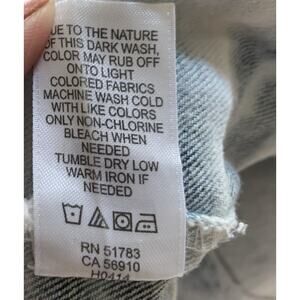 DUE TO THE NATURE
OF THIS DARK WASH,
COLOR MAY RUB OFF
ONTO LIGHT
COLORED FABRICS
MACHINE WASH COLD
WITH LIKE COLORS
ONLY NON-CHLORINE
BLEACH WHEN
NEEDED
TUMBLE DRY LOW
WARM IRON IF
NEEDED
RN 51783
CA 56910
H0414